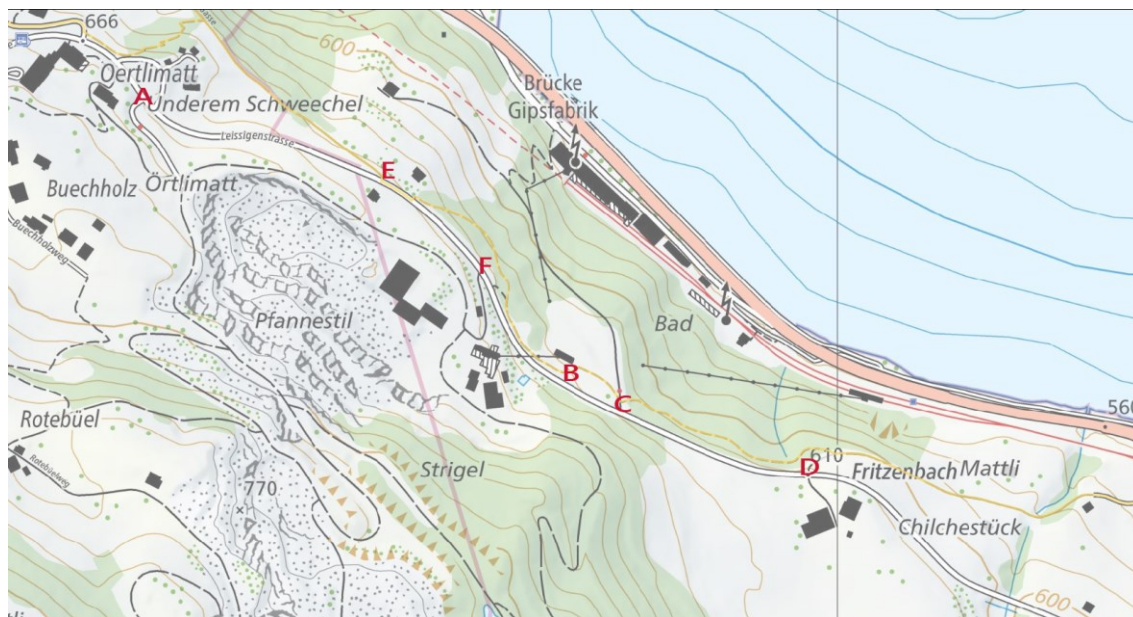 666
600
Oertlimatt
A
Underem Schweechel
Brücke
Gipsfabrik
Leissigenstrasse
E
Buechholz
Örtlimatt
Buechholzweg
F
Pfannestil
Bad
B
C
560
Rotebüel
Rotebüelweg
770
Strigel
610
D
Fritzenbach
Mattli
Chilchestück
600